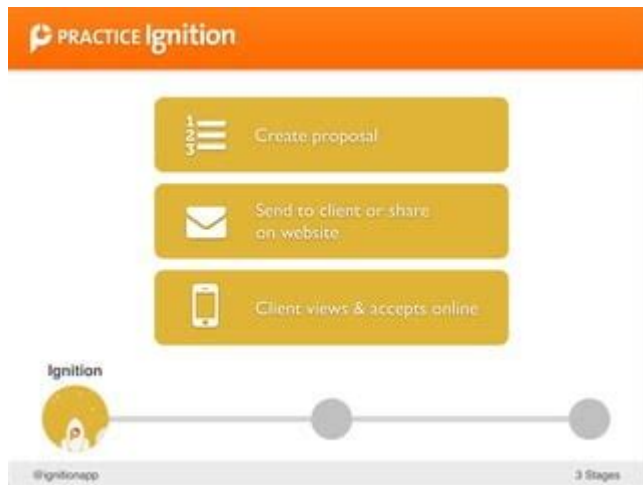 PRACTICE Ignition
1
2
3
Create proposal
Send to client or share
on website
Client views & accepts online
Ignition
@ignitionapp
3 Stages